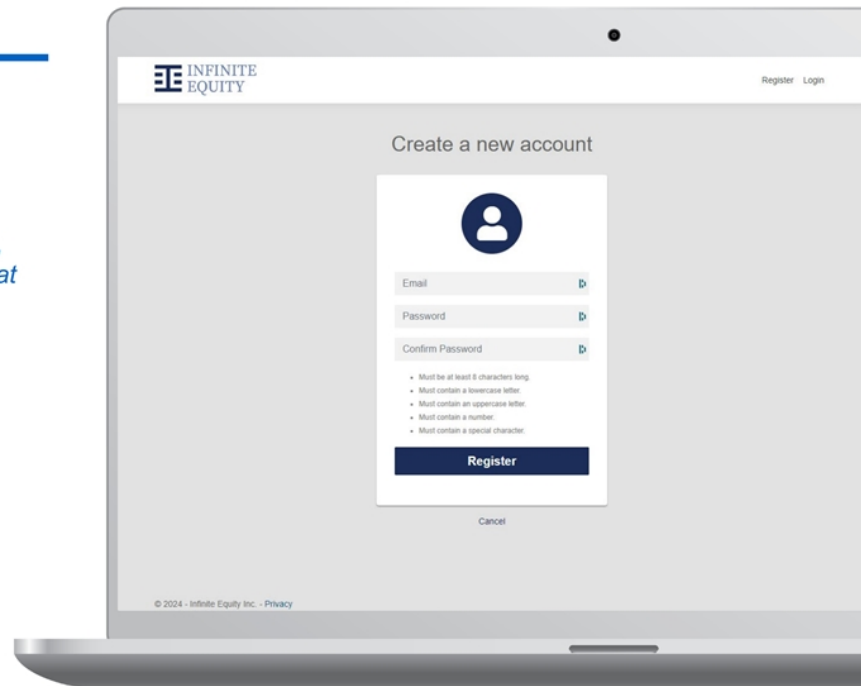 at
INFINITE
EQUITY
Register Login
Create a new account
Email
Password
Confirm Password
Must be at least 8 characters long.
Must contain a lowercase letter.
Must contain an uppercase letter.
Must contain a number.
Must contain a special character.
Register
Cancel
© 2024 - Infinite Equity Inc. - Privacy